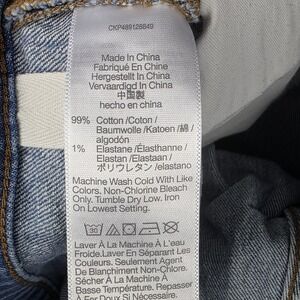 CKP489128849
Made In China
Fabriqué En Chine
Hergestellt In China
Vervaardigd In China
中国製
hecho en china
99% Cotton /Coton /
Baumwolle /Katoen /綿 /
algodón
1% Elastane /Élasthanne /
Elastan /Elastaan /
ポリウレタン /elastano
Machine Wash Cold With Like
Colors. Non-Chlorine Bleach
Only. Tumble Dry Low. Iron
On Lowest Setting.
Laver À La Machine À L'eau
Froide.Laver En Séparant Les
Couleurs. Seulement Agent
De Blanchiment Non-Chlore.
Sécher À La Machine À Basse
Température. Repasser À
Fer Doux Si Nécessaire.